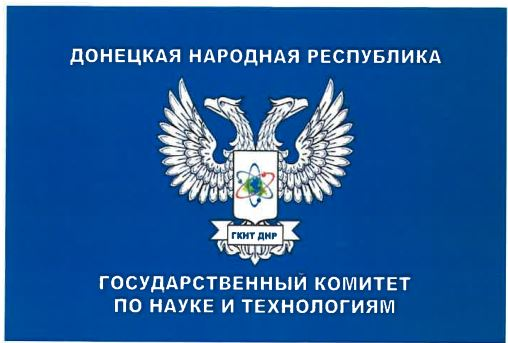 ДОНЕЦКАЯ НАРОДНАЯ РЕСПУБЛИКА
ГКНТ ДНР
ГОСУДАРСТВЕННЫЙ КОМИТЕТ
ПО НАУКЕ И ТЕХНОЛОГИЯМ